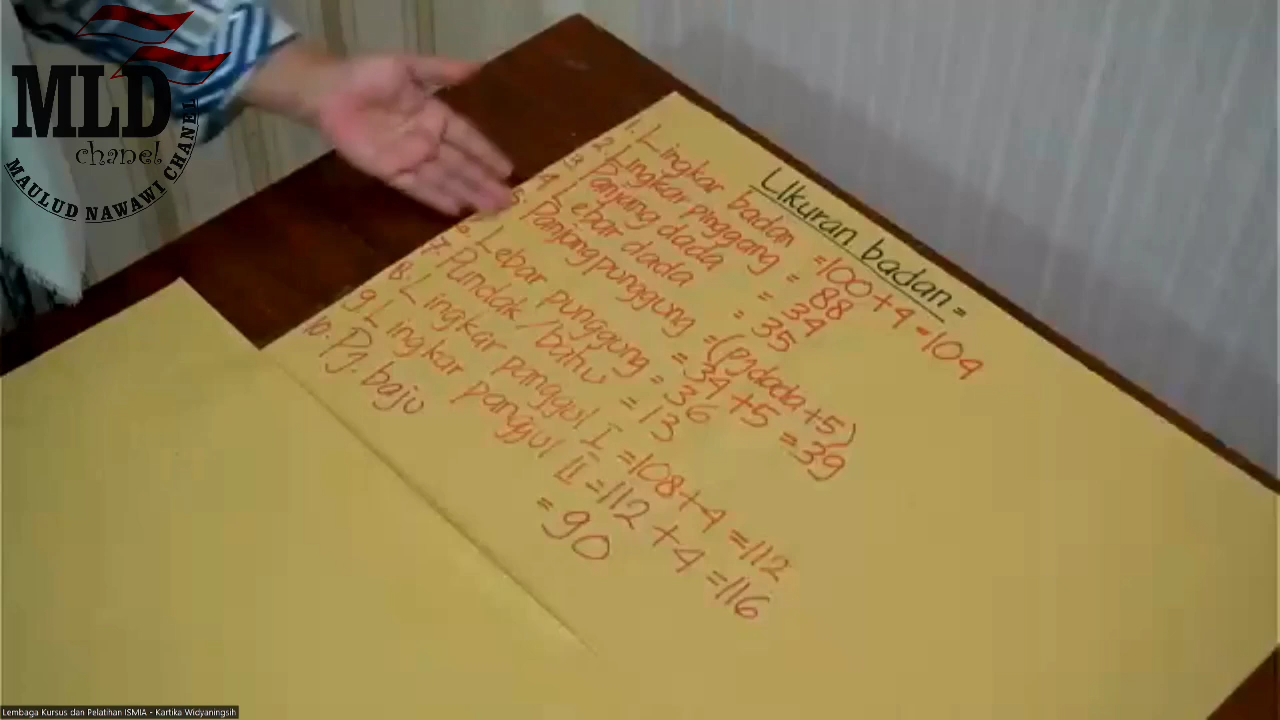 MLD
chanel
MAULUD NAWAWI CHANEL
Ukuran badan =
1. Lingkar badan = 100 + 4 = 104
2. Lingkar pinggang = 88
3. Panjang dada = 34
4. Lebar dada = 35
5. Panjang punggung = (pj dada + 5)
= 34 + 5 = 39
6. Lebar punggung = 36
7. Pundak / bahu = 13
8. Lingkar panggul I = 108 + 4 = 112
9. Lingkar panggul II = 112 + 4 = 116
10. Pj. baju = 90
Lembaga Kursus dan Pelatihan ISMIA - Kartika Widyaningsih